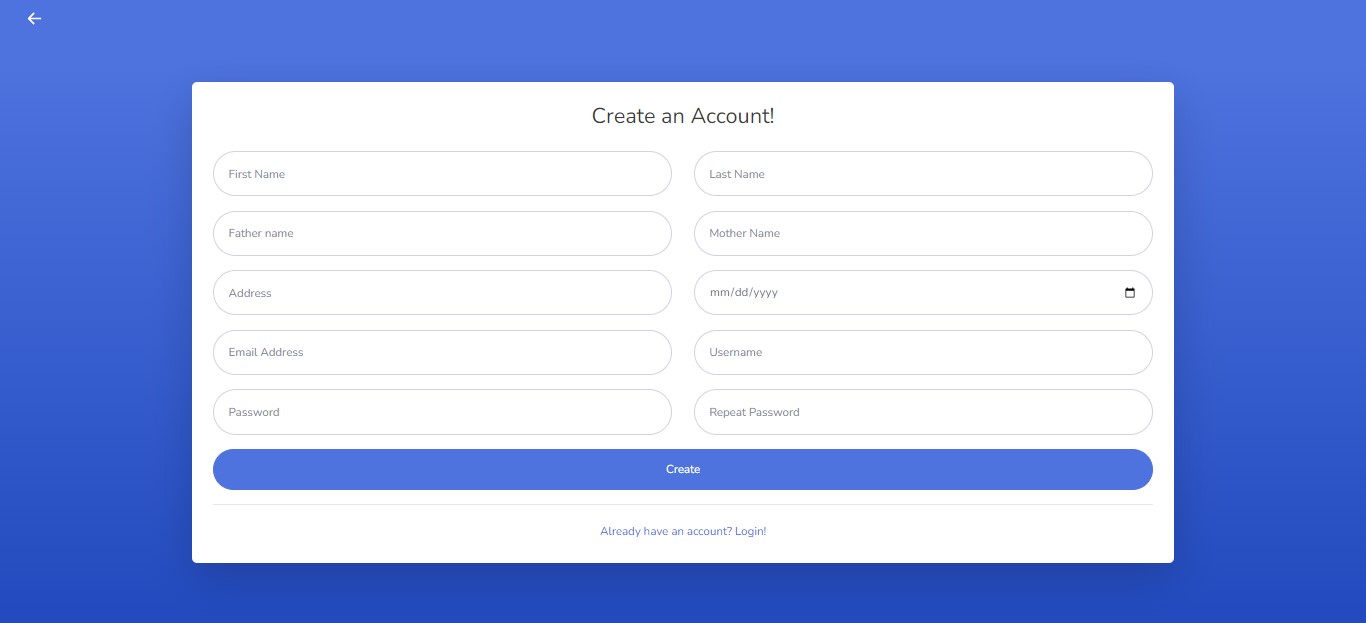 Create an Account!
First Name
Last Name
Father name
Mother Name
Address
mm/dd/yyyy
Email Address
Username
Password
Repeat Password
Create
Already have an account? Login!